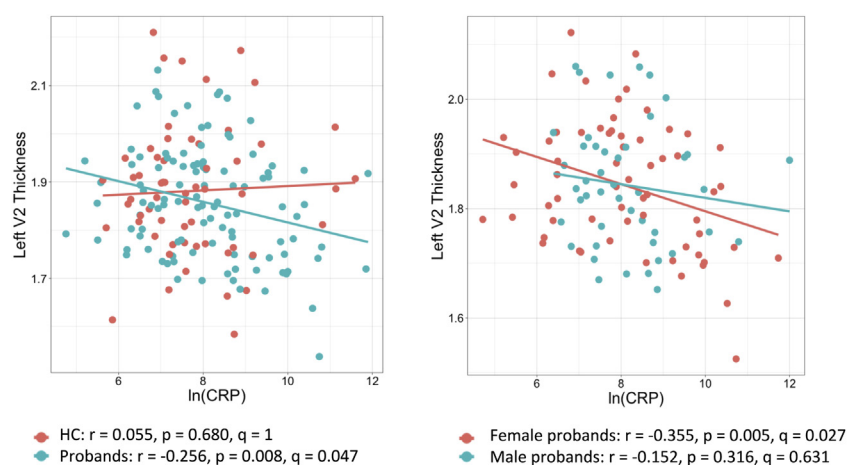 Left V2 Thickness
2.1
1.9
1.7
6 8 10 12
ln(CRP)
HC: r = 0.055, p = 0.680, q = 1
Probands: r = -0.256, p = 0.008, q = 0.047
Left V2 Thickness
2.0
1.8
1.6
6 8 10 12
ln(CRP)
Female probands: r = -0.355, p = 0.005, q = 0.027
Male probands: r = -0.152, p = 0.316, q = 0.631